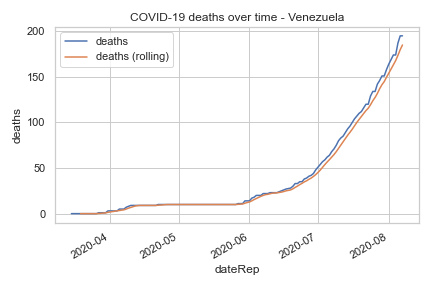 COVID-19 deaths over time - Venezuela
deaths
deaths (rolling)
200
150
100
50
0
deaths
2020-04
2020-05
2020-06
2020-07
2020-08
dateRep